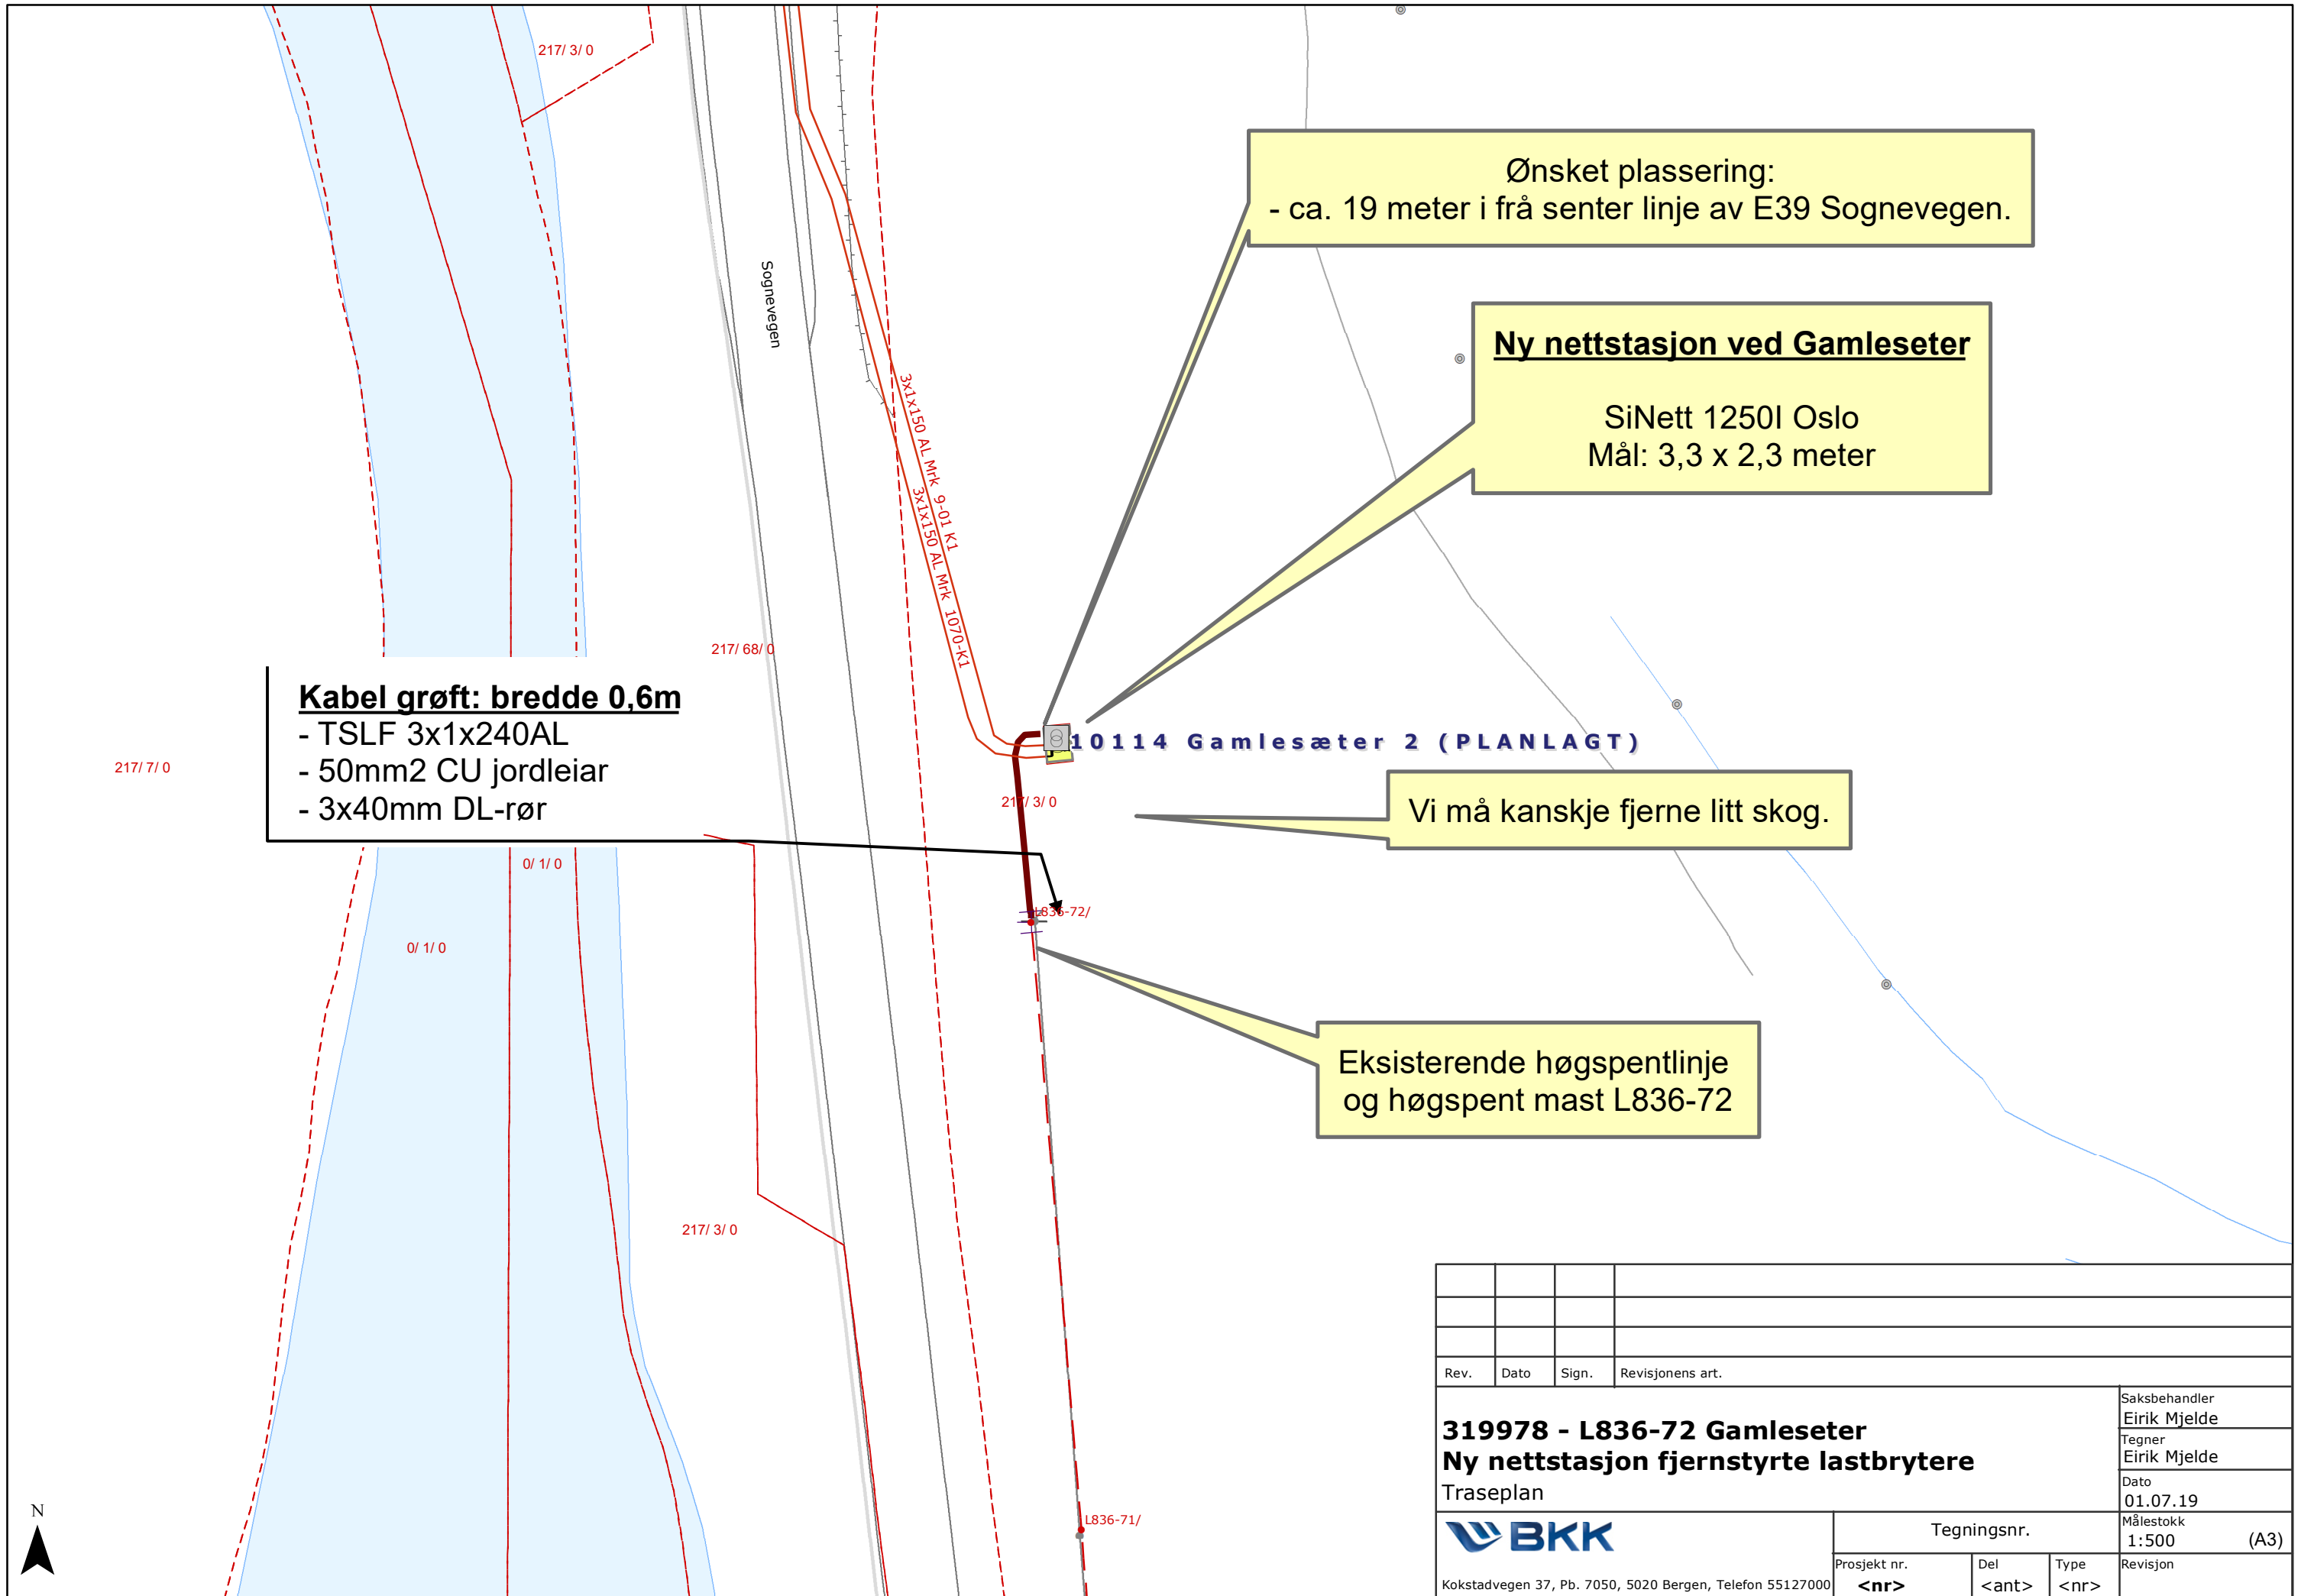 217/ 3/ 0
Ønsket plassering:
- ca. 19 meter i frå senter linje av E39 Sognevegen.
Sognevegen
Ny nettstasjon ved Gamleseter
SiNett 1250I Oslo
Mål: 3,3 x 2,3 meter
3x1x150 AL Mrk 9-01 K1
3x1x150 AL Mrk 1070-K1
217/ 68/ 0
Kabel grøft: bredde 0,6m
- TSLF 3x1x240AL
- 50mm2 CU jordleiar
- 3x40mm DL-rør
10114 Gamlesæter 2 (PLANLAGT)
217/ 7/ 0
217/ 3/ 0
Vi må kanskje fjerne litt skog.
0/ 1/ 0
L836-72/
0/ 1/ 0
Eksisterende høgspentlinje
og høgspent mast L836-72
217/ 3/ 0
Rev. Dato Sign. Revisjonens art.
319978 - L836-72 Gamleseter
Ny nettstasjon fjernstyrte lastbrytere
Traseplan
Saksbehandler
Eirik Mjelde
Tegner
Eirik Mjelde
Dato
01.07.19
N
L836-71/
BKK
Kokstadvegen 37, Pb. 7050, 5020 Bergen, Telefon 55127000
Tegningsnr.
Målestokk
1:500 (A3)
Prosjekt nr. Del Type Revisjon
<nr> <ant> <nr>